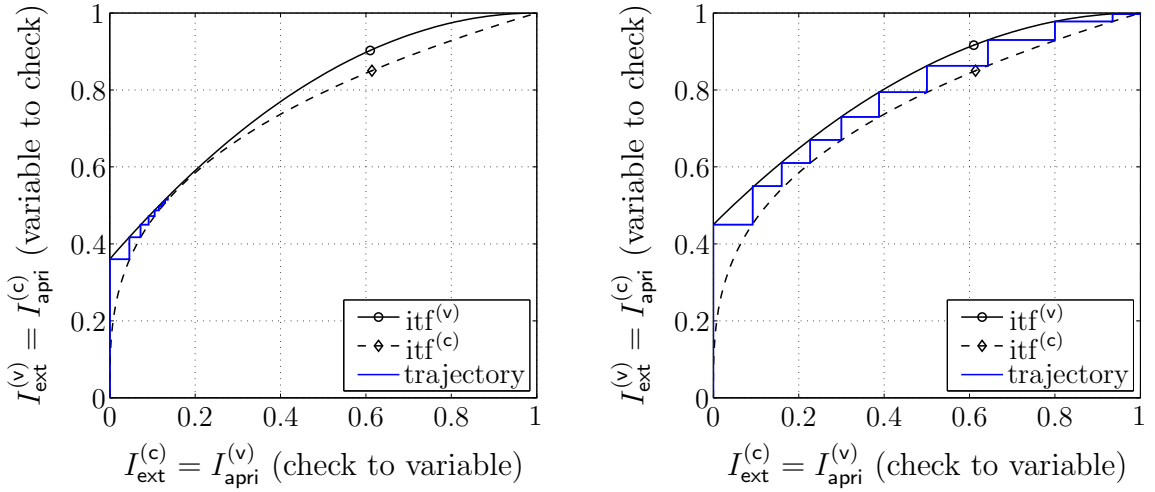 1
0.8
0.6
0.4
0.2
0
0 0.2 0.4 0.6 0.8 1
I_ext^(v) = I_apri^(c) (variable to check)
I_ext^(c) = I_apri^(v) (check to variable)
itf^(v)
itf^(c)
trajectory
1
0.8
0.6
0.4
0.2
0
0 0.2 0.4 0.6 0.8 1
I_ext^(v) = I_apri^(c) (variable to check)
I_ext^(c) = I_apri^(v) (check to variable)
itf^(v)
itf^(c)
trajectory